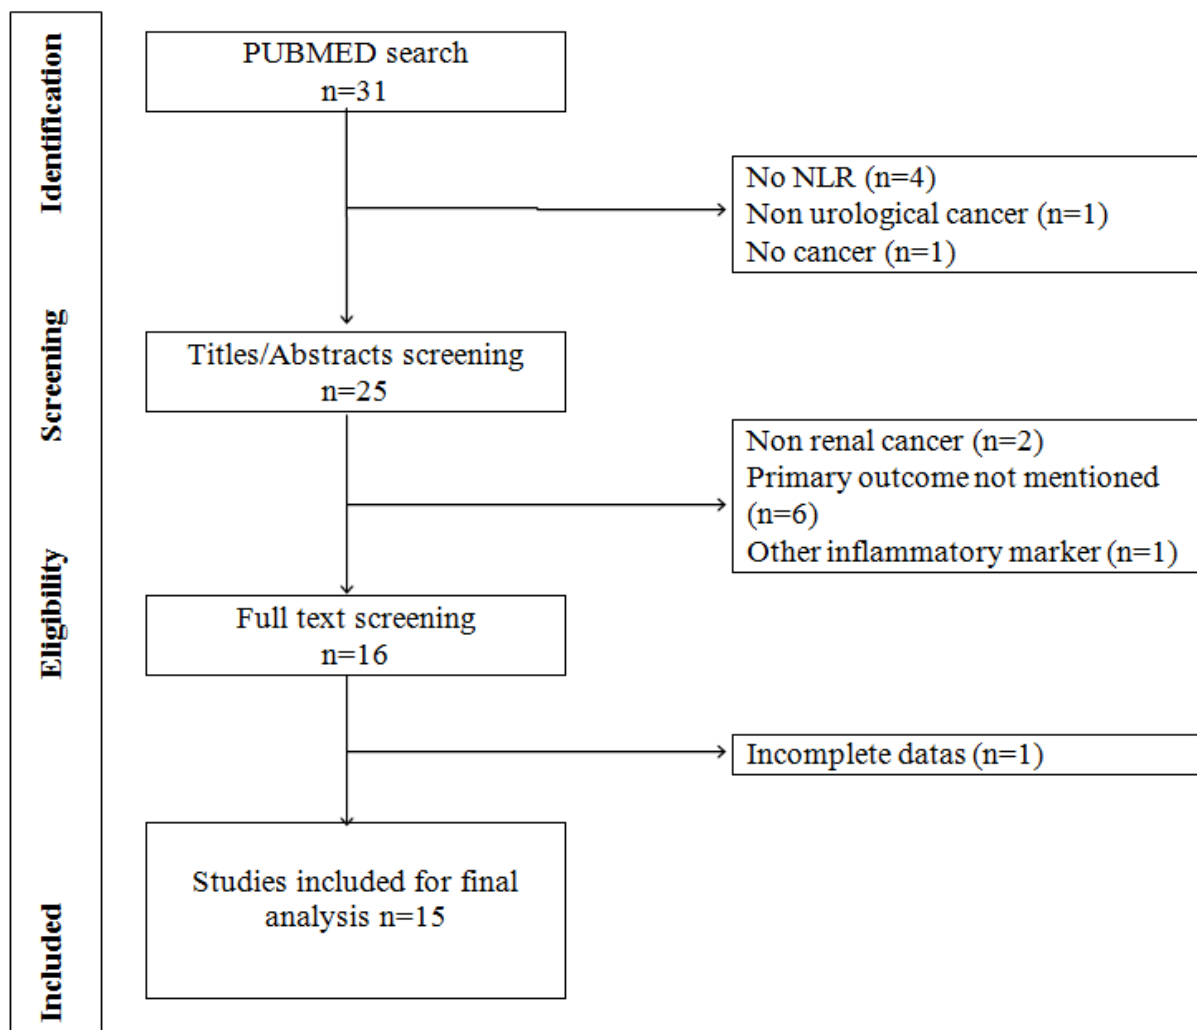 Identification
PUBMED search
n=31
No NLR (n=4)
Non urological cancer (n=1)
No cancer (n=1)
Screening
Titles/Abstracts screening
n=25
Non renal cancer (n=2)
Primary outcome not mentioned
(n=6)
Other inflammatory marker (n=1)
Eligibility
Full text screening
n=16
Incomplete datas (n=1)
Included
Studies included for final
analysis n=15